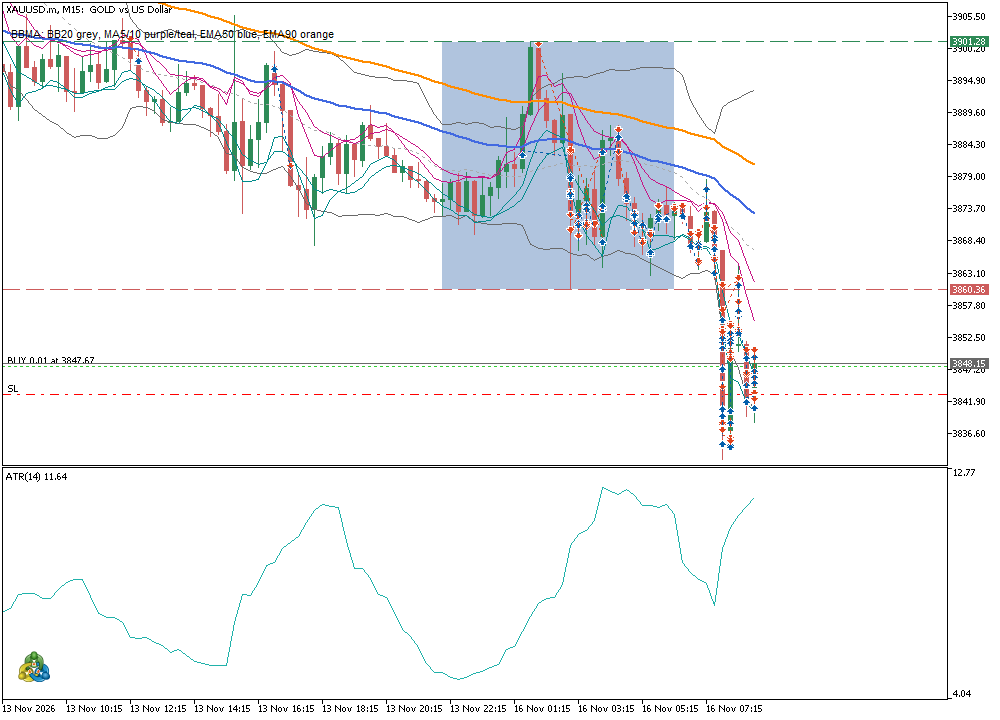 XAUUSD.m, M15: GOLD vs US Dollar
BBMA: BB20 grey, MA5/10 purple/teal, EMA50 blue, EMA90 orange
3905.50
3901.28
3900.20
3894.90
3889.60
3884.30
3879.00
3873.70
3868.40
3863.10
3860.36
3857.80
3852.50
BUY 0.01 at 3847.67
3848.15
3847.20
SL
3841.90
3836.60
ATR(14) 11.64
12.77
4.04
13 Nov 2026
13 Nov 10:15
13 Nov 12:15
13 Nov 14:15
13 Nov 16:15
13 Nov 18:15
13 Nov 20:15
13 Nov 22:15
16 Nov 01:15
16 Nov 03:15
16 Nov 05:15
16 Nov 07:15